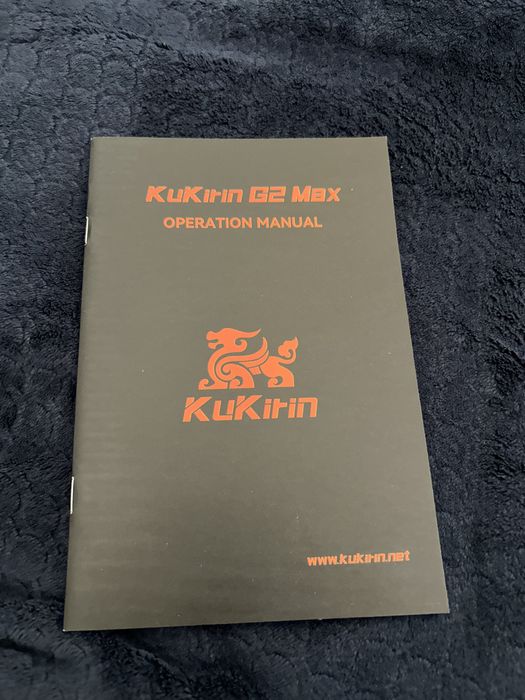 KuKirin G2 Max
OPERATION MANUAL
KuKirin
www.kukirin.net